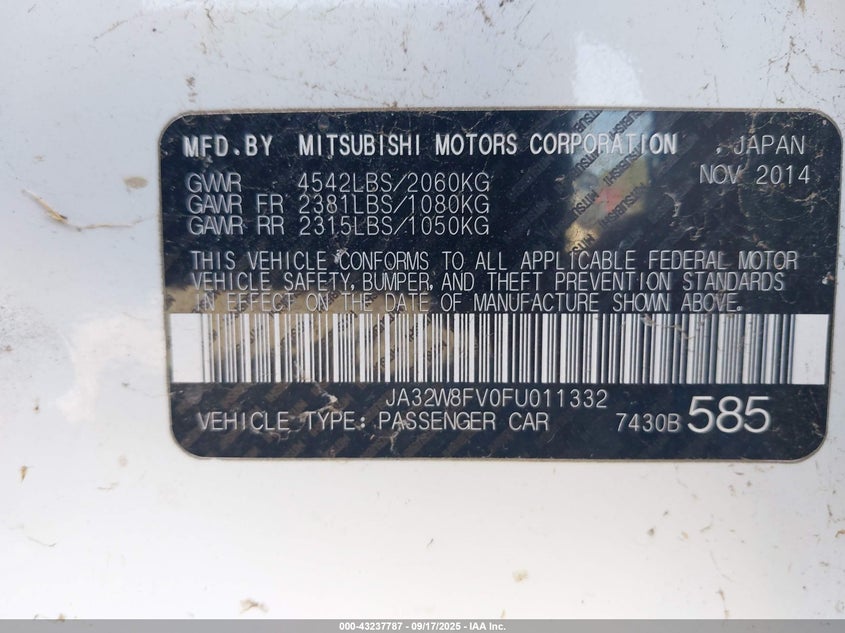 MFD.BY MITSUBISHI MOTORS CORPORATION , JAPAN
GVWR 4542LBS/2060KG NOV 2014
GAWR FR 2381LBS/1080KG
GAWR RR 2315LBS/1050KG
THIS VEHICLE CONFORMS TO ALL APPLICABLE FEDERAL MOTOR
VEHICLE SAFETY, BUMPER, AND THEFT PREVENTION STANDARDS
IN EFFECT ON THE DATE OF MANUFACTURE SHOWN ABOVE.
JA32W8FV0FU011332
VEHICLE TYPE: PASSENGER CAR 7430B 585
000-43237787 - 09/17/2025 - IAA Inc.